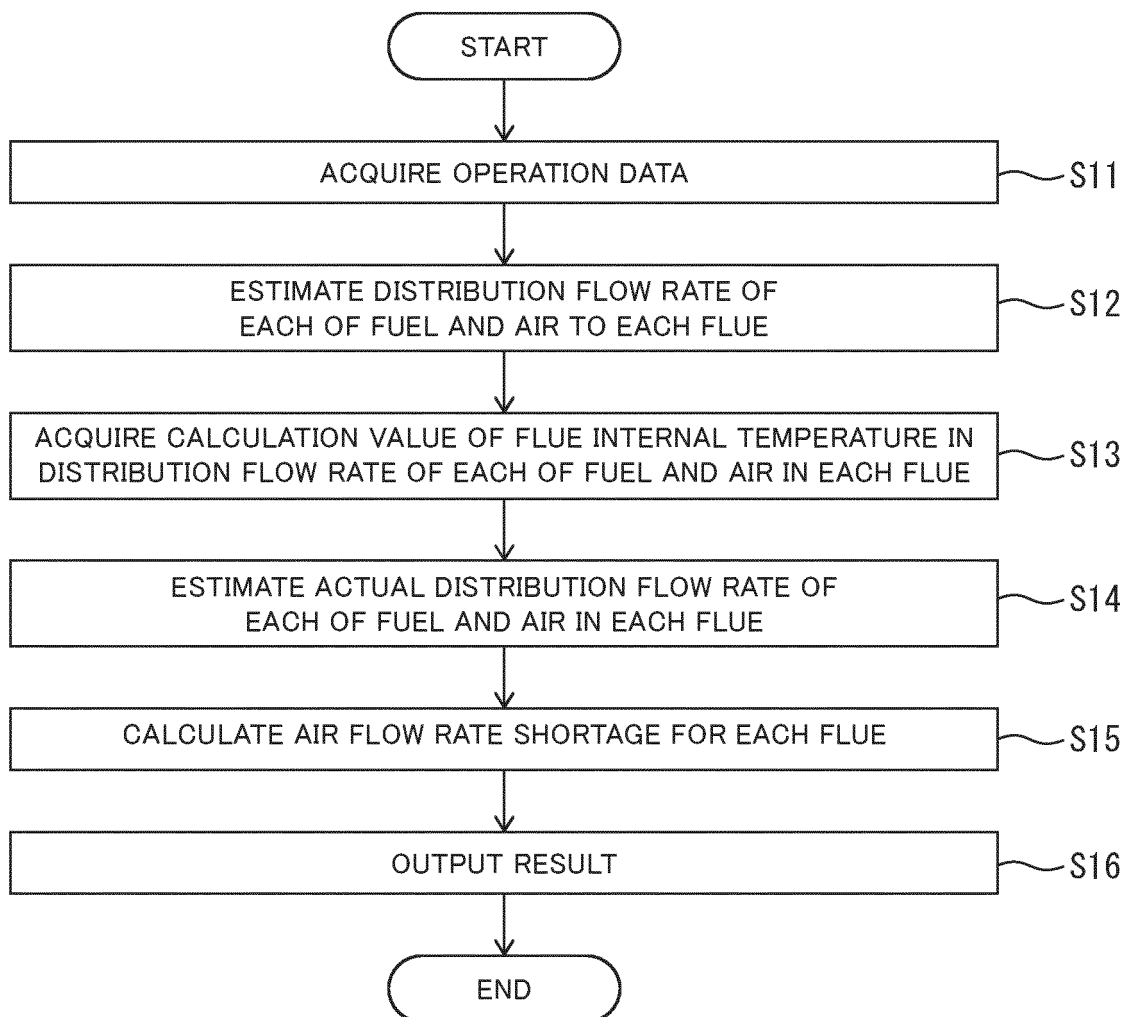 START
ACQUIRE OPERATION DATA
S11
ESTIMATE DISTRIBUTION FLOW RATE OF
EACH OF FUEL AND AIR TO EACH FLUE
S12
ACQUIRE CALCULATION VALUE OF FLUE INTERNAL TEMPERATURE IN
DISTRIBUTION FLOW RATE OF EACH OF FUEL AND AIR IN EACH FLUE
S13
ESTIMATE ACTUAL DISTRIBUTION FLOW RATE OF
EACH OF FUEL AND AIR IN EACH FLUE
S14
CALCULATE AIR FLOW RATE SHORTAGE FOR EACH FLUE
S15
OUTPUT RESULT
S16
END